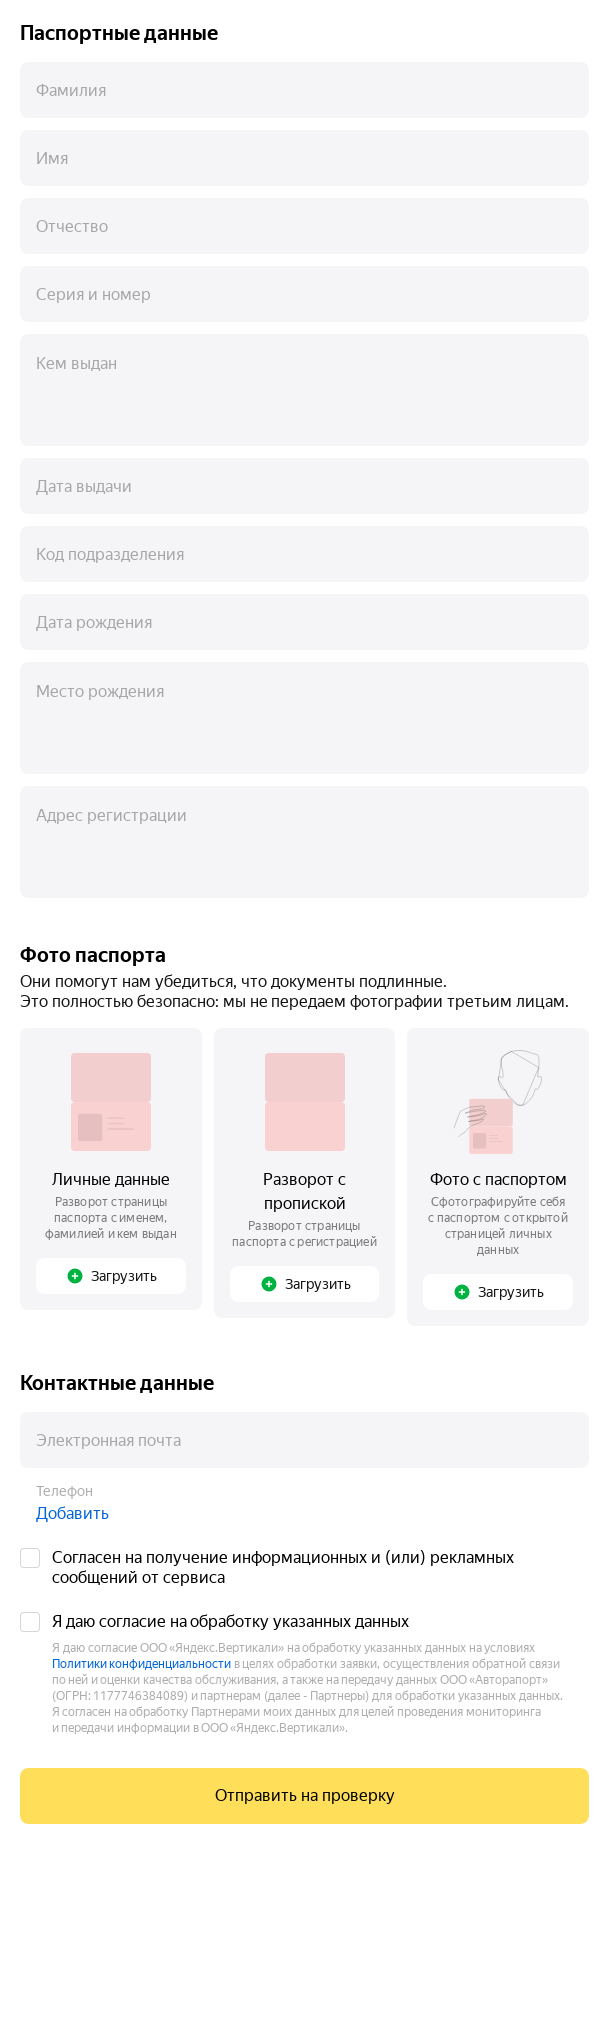 Паспортные данные
Фамилия
Имя
Отчество
Серия и номер
Кем выдан
Дата выдачи
Код подразделения
Дата рождения
Место рождения
Адрес регистрации
Фото паспорта
Они помогут нам убедиться, что документы подлинные.
Это полностью безопасно: мы не передаем фотографии третьим лицам.
Личные данные
Разворот страницы
паспорта с именем,
фамилией и кем выдан
Загрузить
Разворот с
пропиской
Разворот страницы
паспорта с регистрацией
Загрузить
Фото с паспортом
Сфотографируйте себя
с паспортом с открытой
страницей личных
данных
Загрузить
Контактные данные
Электронная почта
Телефон
Добавить
Согласен на получение информационных и (или) рекламных
сообщений от сервиса
Я даю согласие на обработку указанных данных
Я даю согласие ООО «Яндекс.Вертикали» на обработку указанных данных на условиях
Политики конфиденциальности в целях обработки заявки, осуществления обратной связи
по ней и оценки качества обслуживания, а также на передачу данных ООО «Авторапорт»
(ОГРН: 1177746384089) и партнерам (далее - Партнеры) для обработки указанных данных.
Я согласен на обработку Партнерами моих данных для целей проведения мониторинга
и передачи информации в ООО «Яндекс.Вертикали».
Отправить на проверку